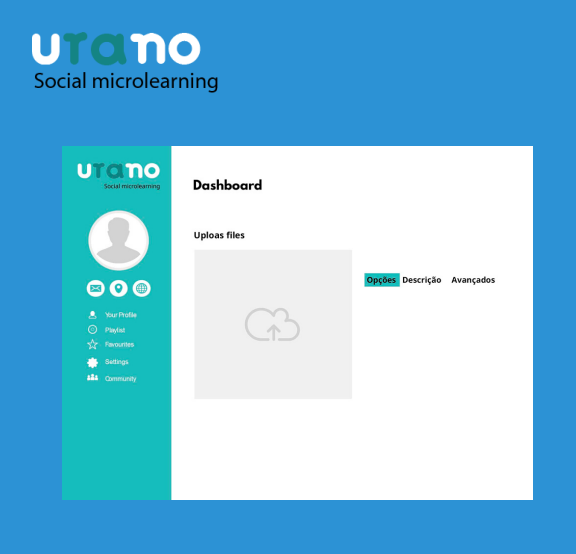 urano
Social microlearning
urano
Social microlearning
Dashboard
Uploas files
Opções Descrição Avançados
Your Profile
Playlist
Favourites
Settings
Community